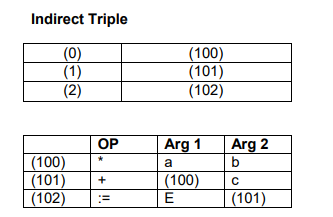 Indirect Triple
(0) (100)
(1) (101)
(2) (102)
OP Arg 1 Arg 2
(100) * a b
(101) + (100) c
(102) := E (101)